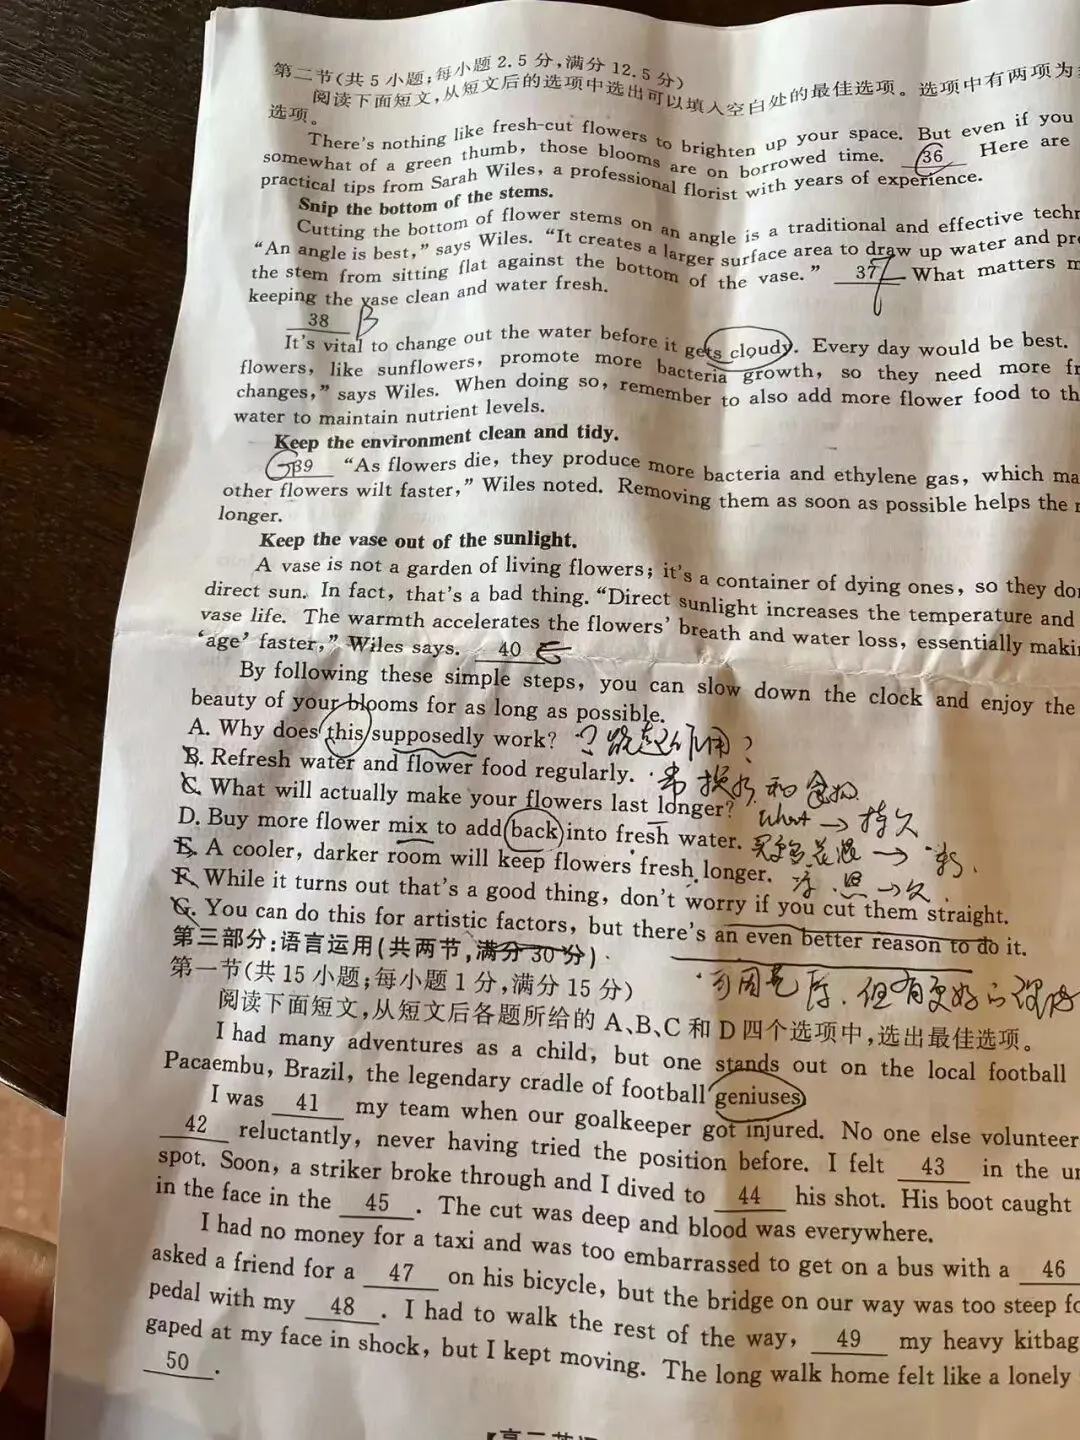 第二节(共 5 小题;每小题 2.5 分,满分 12.5 分)
阅读下面短文,从短文后的选项中选出可以填入空白处的最佳选项。选项中有两项为
选项。
There's nothing like fresh-cut flowers to brighten up your space. But even if you
somewhat of a green thumb, those blooms are on borrowed time. 36 Here are
practical tips from Sarah Wiles, a professional florist with years of experience.
Snip the bottom of the stems.
Cutting the bottom of flower stems on an angle is a traditional and effective techn
“An angle is best,” says Wiles. “It creates a larger surface area to draw up water and pre
the stem from sitting flat against the bottom of the vase.” 37 F What matters m
keeping the vase clean and water fresh.
38 B
It's vital to change out the water before it gets cloudy. Every day would be best.
flowers, like sunflowers, promote more bacteria growth, so they need more fr
changes,” says Wiles. When doing so, remember to also add more flower food to th
water to maintain nutrient levels.
Keep the environment clean and tidy.
G 39 “As flowers die, they produce more bacteria and ethylene gas, which ma
other flowers wilt faster,” Wiles noted. Removing them as soon as possible helps the r
longer.
Keep the vase out of the sunlight.
A vase is not a garden of living flowers; it's a container of dying ones, so they don
direct sun. In fact, that's a bad thing. “Direct sunlight increases the temperature and
vase life. The warmth accelerates the flowers' breath and water loss, essentially maki
‘age’ faster,” Wiles says. 40 E
By following these simple steps, you can slow down the clock and enjoy the
beauty of your blooms for as long as possible.
A. Why does this supposedly work?
B. Refresh water and flower food regularly. 常换水和食物
C. What will actually make your flowers last longer? what → 持久
D. Buy more flower mix to add back into fresh water.
E. A cooler, darker room will keep flowers fresh longer.
F. While it turns out that's a good thing, don't worry if you cut them straight.
G. You can do this for artistic factors, but there's an even better reason to do it.
第三部分:语言运用(共两节,满分 30 分)
但有更好的
第一节(共 15 小题;每小题 1 分,满分 15 分)
阅读下面短文,从短文后各题所给的 A、B、C 和 D 四个选项中,选出最佳选项。
I had many adventures as a child, but one stands out on the local football
Pacaembu, Brazil, the legendary cradle of football geniuses
I was 41 my team when our goalkeeper got injured. No one else volunteer
42 reluctantly, never having tried the position before. I felt 43 in the un
spot. Soon, a striker broke through and I dived to 44 his shot. His boot caught
in the face in the 45 . The cut was deep and blood was everywhere.
I had no money for a taxi and was too embarrassed to get on a bus with a 46
asked a friend for a 47 on his bicycle, but the bridge on our way was too steep fo
pedal with my 48 . I had to walk the rest of the way, 49 my heavy kitbag
gaped at my face in shock, but I kept moving. The long walk home felt like a lonely
50 .